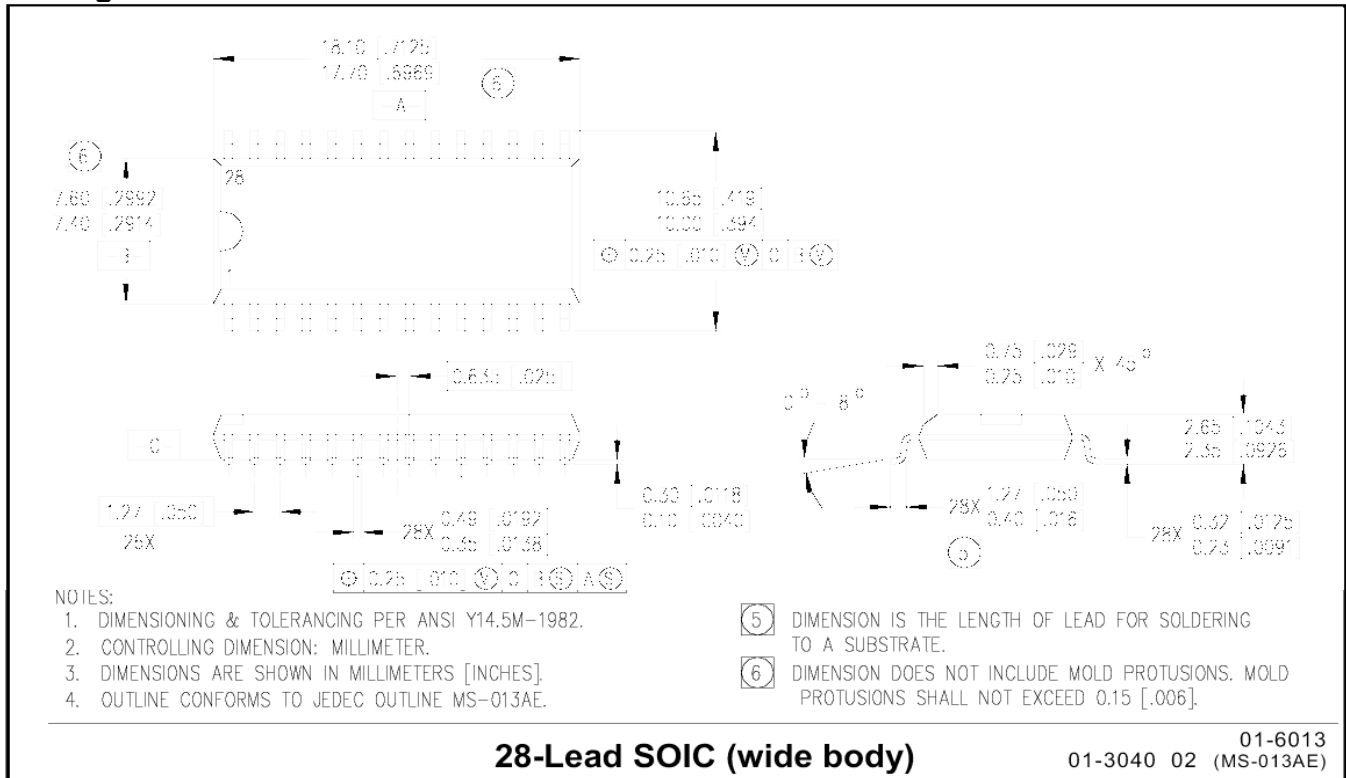 18.10 [.7125
17.70 [.6969
-A-
6
6
28
7.60 [.2992
7.40 [.2914
1
10.65 [.419
10.00 [.394
0.25 [.010]
0.635 [.025]
0.75 [.029
0.25 [.010
X 45°
0° - 8°
-C-
2.65 [.1043
2.35 [.0926
1.27 [.050]
26X
28X
0.49 [.0192
0.35 [.0138
0.30 [.0118
0.10 [.0040
28X
1.27 [.050
0.40 [.016
5
28X
0.32 [.0125
0.23 [.0091
0.25 [.010]
NOTES:
1. DIMENSIONING & TOLERANCING PER ANSI Y14.5M-1982.
2. CONTROLLING DIMENSION: MILLIMETER.
3. DIMENSIONS ARE SHOWN IN MILLIMETERS [INCHES].
4. OUTLINE CONFORMS TO JEDEC OUTLINE MS-013AE.
5 DIMENSION IS THE LENGTH OF LEAD FOR SOLDERING
TO A SUBSTRATE.
6 DIMENSION DOES NOT INCLUDE MOLD PROTUSIONS. MOLD
PROTUSIONS SHALL NOT EXCEED 0.15 [.006].
28-Lead SOIC (wide body)
01-6013
01-3040 02 (MS-013AE)